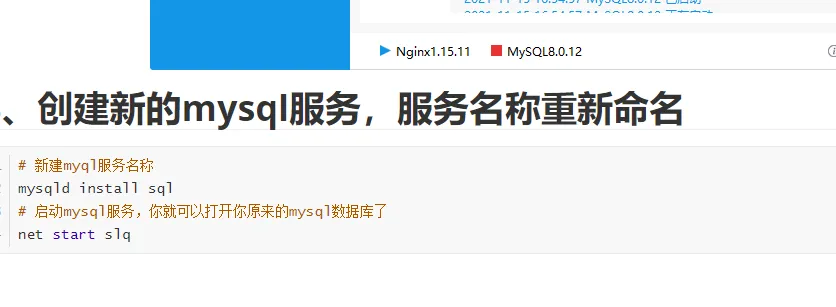 Nginx1.15.11
MySQL8.0.12
、创建新的mysql服务，服务名称重新命名
# 新建myql服务名称
mysqld install sql
# 启动mysql服务，你就可以打开你原来的mysql数据库了
net start slq